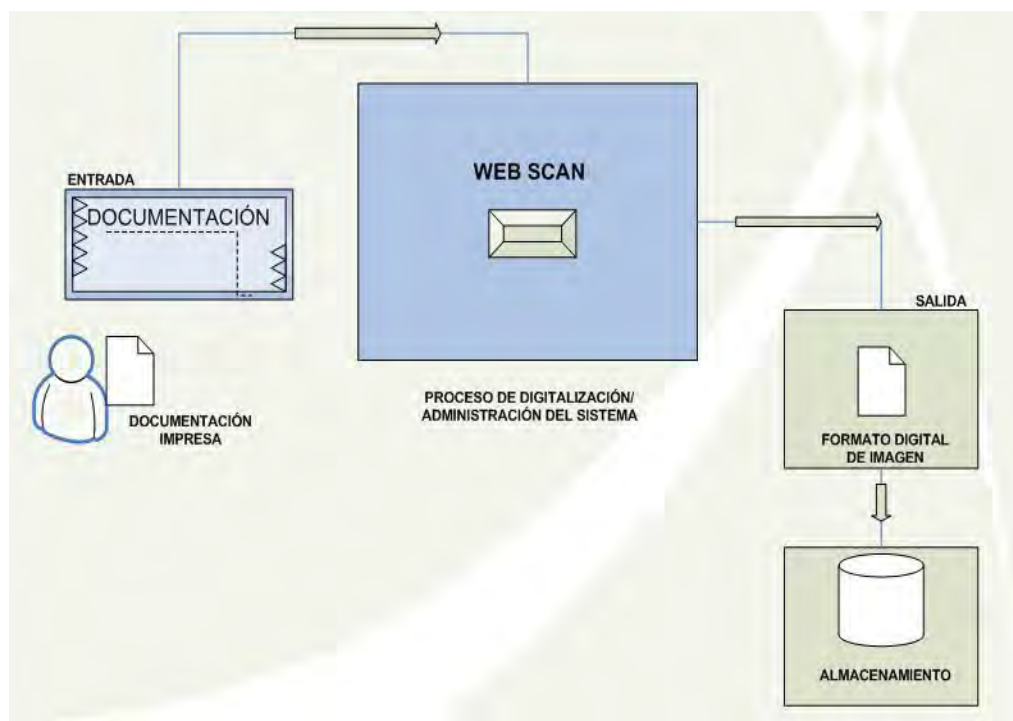 ENTRADA
DOCUMENTACIÓN
DOCUMENTACIÓN
IMPRESA
WEB SCAN
PROCESO DE DIGITALIZACIÓN/
ADMINISTRACIÓN DEL SISTEMA
SALIDA
FORMATO DIGITAL
DE IMAGEN
ALMACENAMIENTO